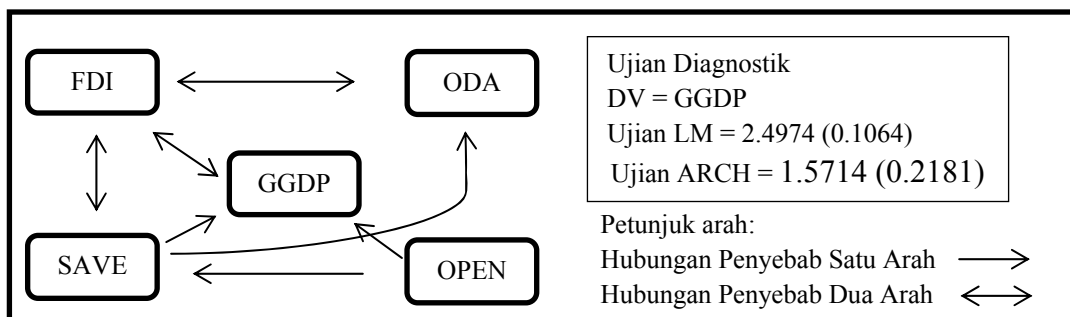 FDI
ODA
GGDP
SAVE
OPEN
Ujian Diagnostik
DV = GGDP
Ujian LM = 2.4974 (0.1064)
Ujian ARCH = 1.5714 (0.2181)
Petunjuk arah:
Hubungan Penyebab Satu Arah
Hubungan Penyebab Dua Arah